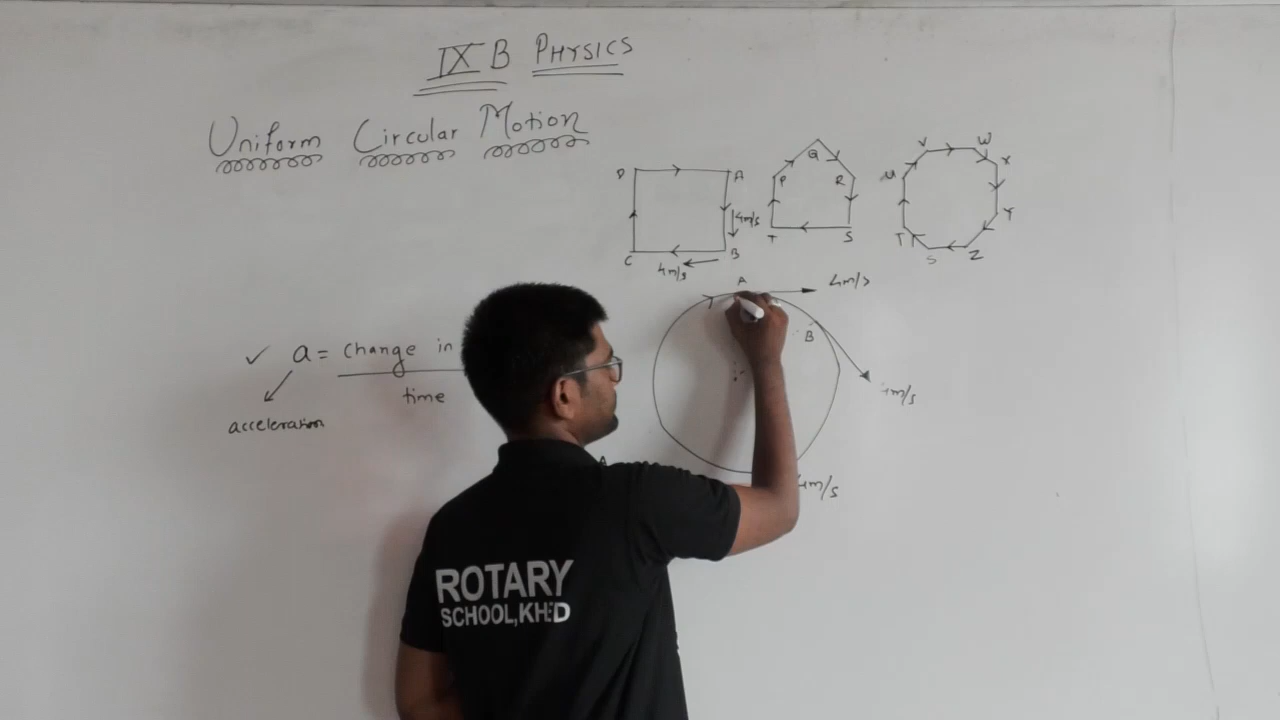 IX B PHYSICS
Uniform Circular Motion
D A P Q R U V W X
4m/s
C B T S T S Z Y
4m/s
A 4m/s
✓ a = change in
B
time
4m/s
acceleration
4m/s
ROTARY
SCHOOL, KHED